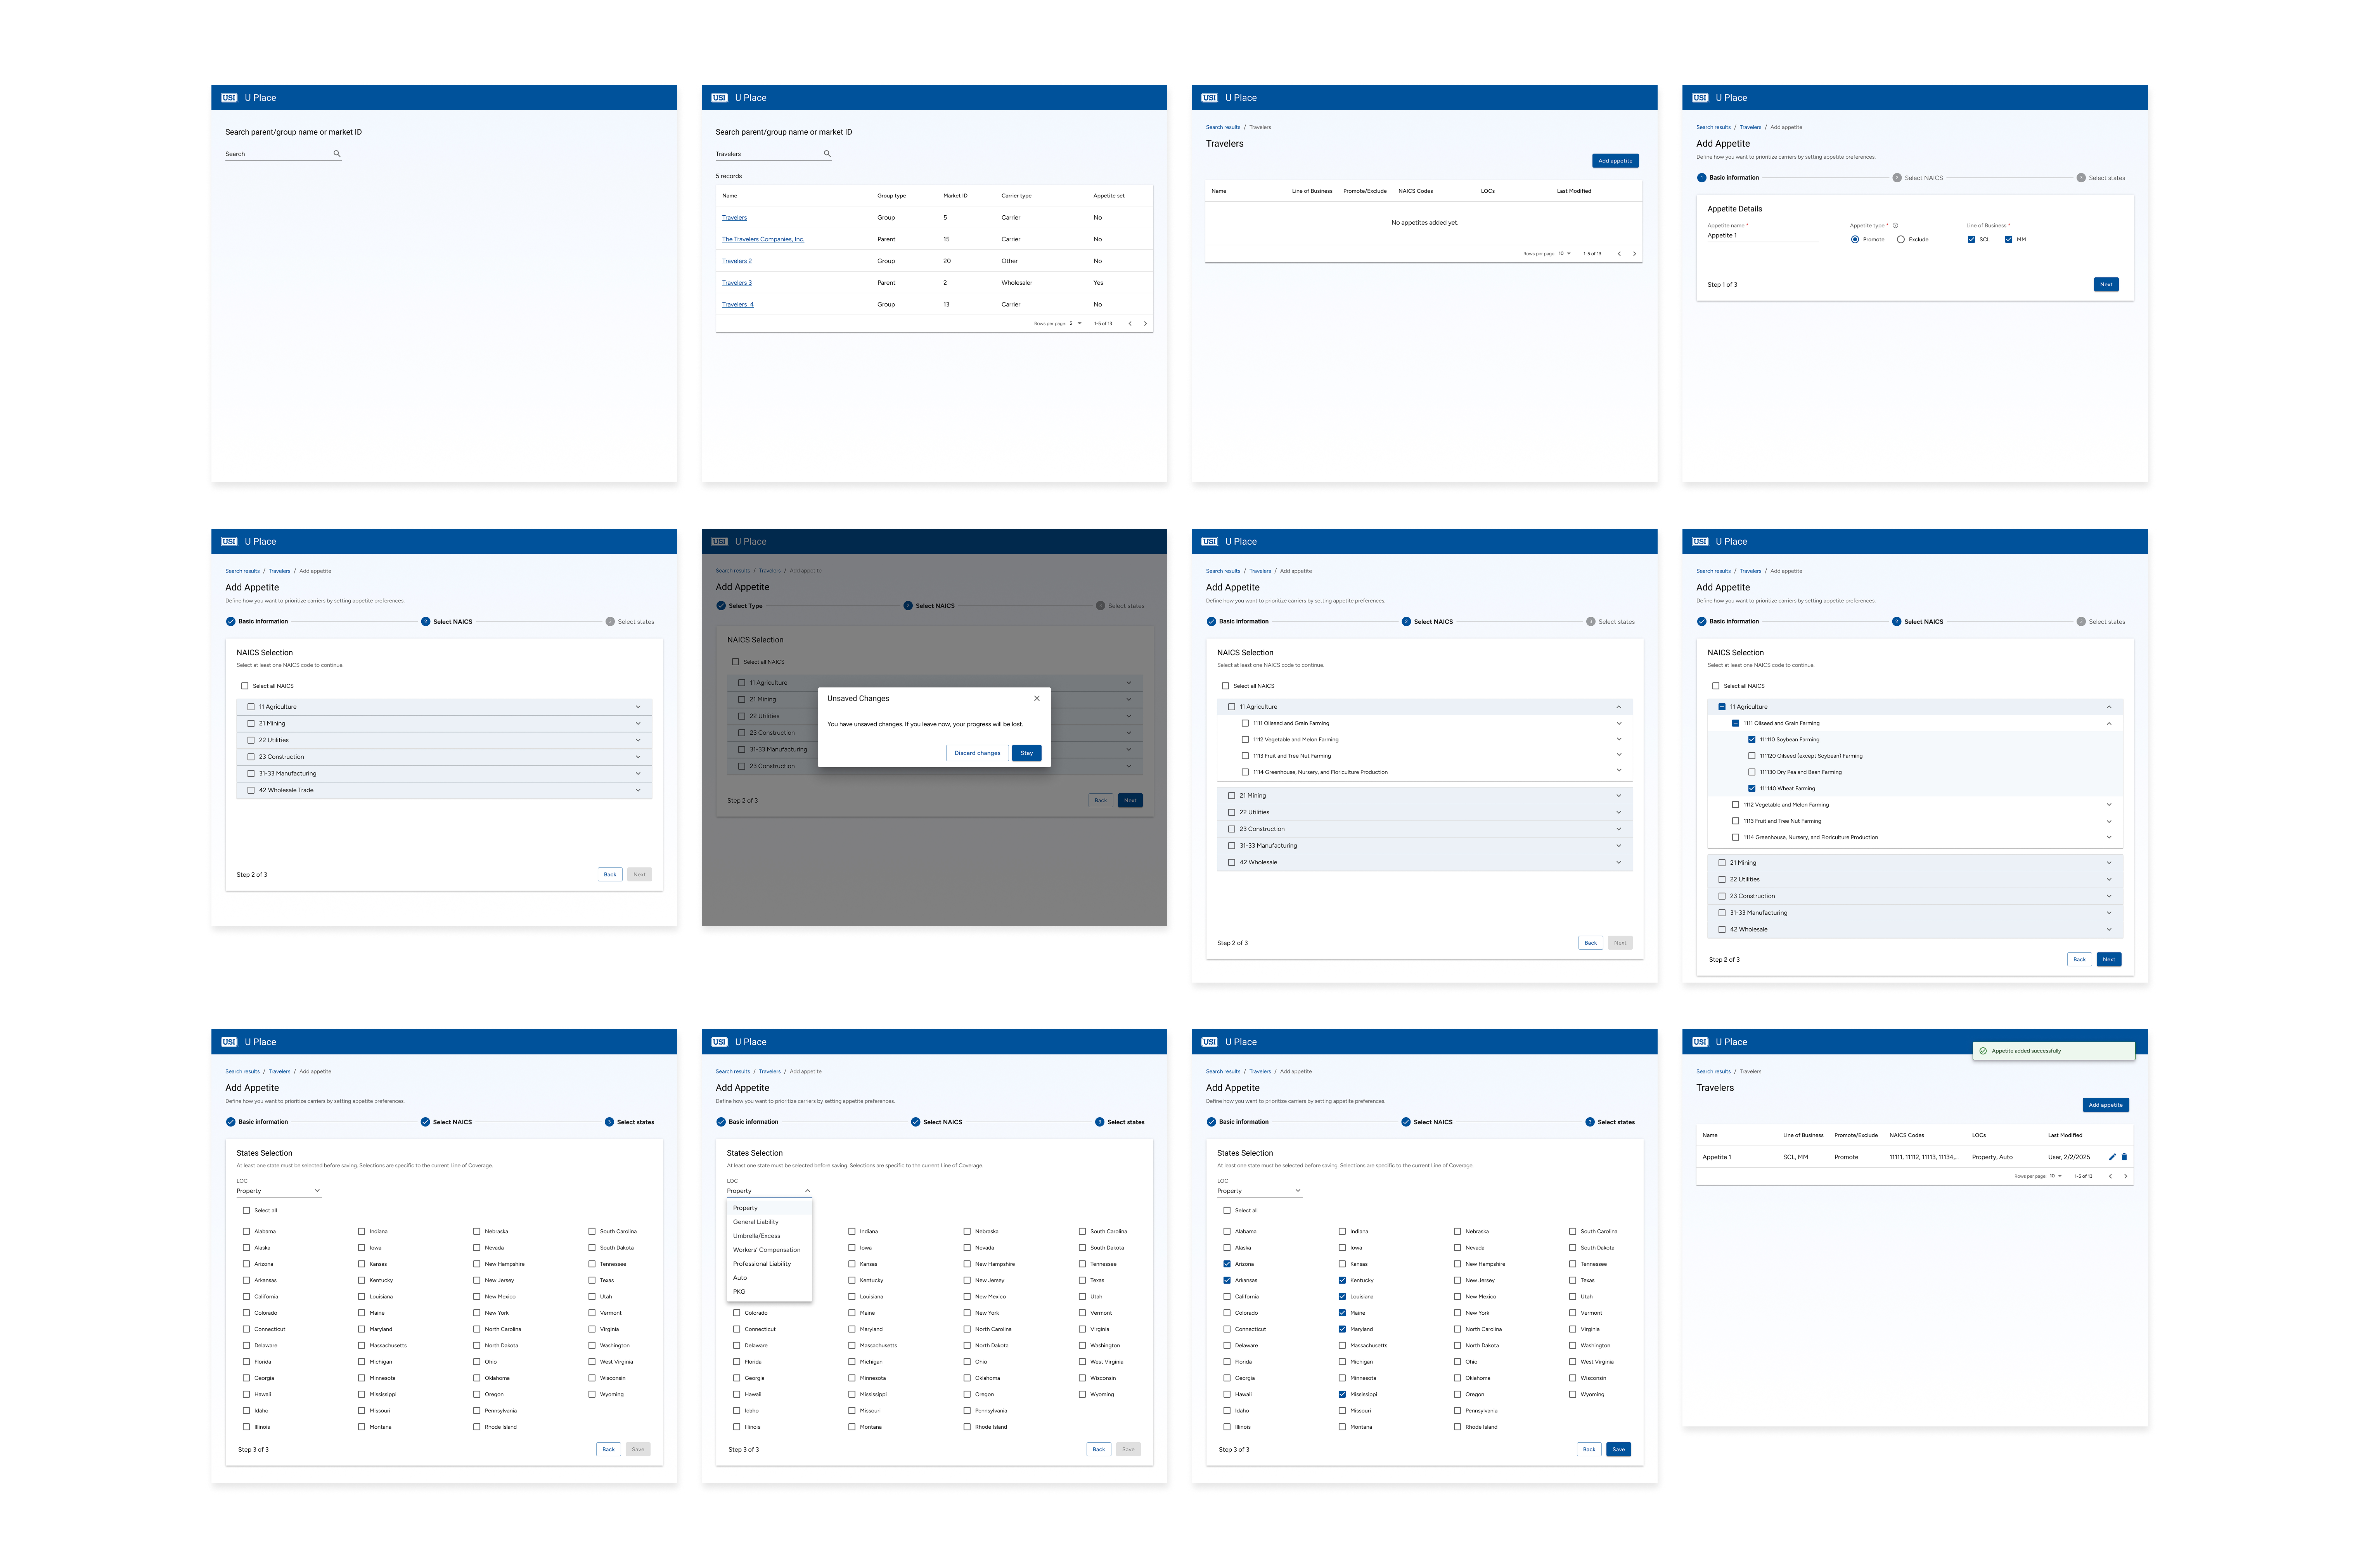 USI U Place
Search parent/group name or market ID
Search
USI U Place
Search parent/group name or market ID
Travelers
5 records
Name Group type Market ID Carrier type Appetite set
Travelers Group 5 Carrier No
The Travelers Companies, Inc. Parent 15 Carrier No
Travelers 2 Group 20 Other No
Travelers 3 Parent 2 Wholesaler Yes
Travelers 4 Group 13 Carrier No
Rows per page: 5 1-5 of 13
USI U Place
Search results / Travelers
Travelers
Add appetite
Name Line of Business Promote/Exclude NAICS Codes LOCs Last Modified
No appetites added yet.
Rows per page: 10 1-5 of 13
USI U Place
Search results / Travelers / Add appetite
Add Appetite
Define how you want to prioritize carriers by setting appetite preferences.
1 Basic information 2 Select NAICS 3 Select states
Appetite Details
Appetite name * Appetite type * Line of Business *
Appetite 1 Promote Exclude SCL MM
Step 1 of 3 Next
USI U Place
Search results / Travelers / Add appetite
Add Appetite
Define how you want to prioritize carriers by setting appetite preferences.
Basic information 2 Select NAICS 3 Select states
NAICS Selection
Select at least one NAICS code to continue.
Select all NAICS
11 Agriculture
21 Mining
22 Utilities
23 Construction
31-33 Manufacturing
42 Wholesale Trade
Step 2 of 3 Back Next
USI U Place
Search results / Travelers / Add appetite
Add Appetite
Define how you want to prioritize carriers by setting appetite preferences.
Select Type 2 Select NAICS 3 Select states
NAICS Selection
Select all NAICS
11 Agriculture
21 Mining
22 Utilities
23 Construction
31-33 Manufacturing
23 Construction
Step 2 of 3 Back Next
Unsaved Changes
You have unsaved changes. If you leave now, your progress will be lost.
Discard changes Stay
USI U Place
Search results / Travelers / Add appetite
Add Appetite
Define how you want to prioritize carriers by setting appetite preferences.
Basic information 2 Select NAICS 3 Select states
NAICS Selection
Select at least one NAICS code to continue.
Select all NAICS
11 Agriculture
1111 Oilseed and Grain Farming
1112 Vegetable and Melon Farming
1113 Fruit and Tree Nut Farming
1114 Greenhouse, Nursery, and Floriculture Production
21 Mining
22 Utilities
23 Construction
31-33 Manufacturing
42 Wholesale
Step 2 of 3 Back Next
USI U Place
Search results / Travelers / Add appetite
Add Appetite
Define how you want to prioritize carriers by setting appetite preferences.
Basic information 2 Select NAICS 3 Select states
NAICS Selection
Select at least one NAICS code to continue.
Select all NAICS
11 Agriculture
1111 Oilseed and Grain Farming
111110 Soybean Farming
111120 Oilseed (except Soybean) Farming
111130 Dry Pea and Bean Farming
111140 Wheat Farming
1112 Vegetable and Melon Farming
1113 Fruit and Tree Nut Farming
1114 Greenhouse, Nursery, and Floriculture Production
21 Mining
22 Utilities
23 Construction
31-33 Manufacturing
42 Wholesale
Step 2 of 3 Back Next
USI U Place
Search results / Travelers / Add appetite
Add Appetite
Define how you want to prioritize carriers by setting appetite preferences.
Basic information Select NAICS 3 Select states
States Selection
At least one state must be selected before saving. Selections are specific to the current Line of Coverage.
LOC
Property
Select all
Alabama Indiana Nebraska South Carolina
Alaska Iowa Nevada South Dakota
Arizona Kansas New Hampshire Tennessee
Arkansas Kentucky New Jersey Texas
California Louisiana New Mexico Utah
Colorado Maine New York Vermont
Connecticut Maryland North Carolina Virginia
Delaware Massachusetts North Dakota Washington
Florida Michigan Ohio West Virginia
Georgia Minnesota Oklahoma Wisconsin
Hawaii Mississippi Oregon Wyoming
Idaho Missouri Pennsylvania
Illinois Montana Rhode Island
Step 3 of 3 Back Save
USI U Place
Search results / Travelers / Add appetite
Add Appetite
Define how you want to prioritize carriers by setting appetite preferences.
Basic information Select NAICS 3 Select states
States Selection
At least one state must be selected before saving. Selections are specific to the current Line of Coverage.
LOC
Property
Property
General Liability
Umbrella/Excess
Workers' Compensation
Professional Liability
Auto
PKG
Indiana Nebraska South Carolina
Iowa Nevada South Dakota
Kansas New Hampshire Tennessee
Kentucky New Jersey Texas
Louisiana New Mexico Utah
Colorado Maine New York Vermont
Connecticut Maryland North Carolina Virginia
Delaware Massachusetts North Dakota Washington
Florida Michigan Ohio West Virginia
Georgia Minnesota Oklahoma Wisconsin
Hawaii Mississippi Oregon Wyoming
Idaho Missouri Pennsylvania
Illinois Montana Rhode Island
Step 3 of 3 Back Save
USI U Place
Search results / Travelers / Add appetite
Add Appetite
Define how you want to prioritize carriers by setting appetite preferences.
Basic information Select NAICS 3 Select states
States Selection
At least one state must be selected before saving. Selections are specific to the current Line of Coverage.
LOC
Property
Select all
Alabama Indiana Nebraska South Carolina
Alaska Iowa Nevada South Dakota
Arizona Kansas New Hampshire Tennessee
Arkansas Kentucky New Jersey Texas
California Louisiana New Mexico Utah
Colorado Maine New York Vermont
Connecticut Maryland North Carolina Virginia
Delaware Massachusetts North Dakota Washington
Florida Michigan Ohio West Virginia
Georgia Minnesota Oklahoma Wisconsin
Hawaii Mississippi Oregon Wyoming
Idaho Missouri Pennsylvania
Illinois Montana Rhode Island
Step 3 of 3 Back Save
USI U Place
Appetite added successfully
Search results / Travelers
Travelers
Add appetite
Name Line of Business Promote/Exclude NAICS Codes LOCs Last Modified
Appetite 1 SCL, MM Promote 11111, 11112, 11113, 11134,... Property, Auto User, 2/2/2025
Rows per page: 10 1-5 of 13